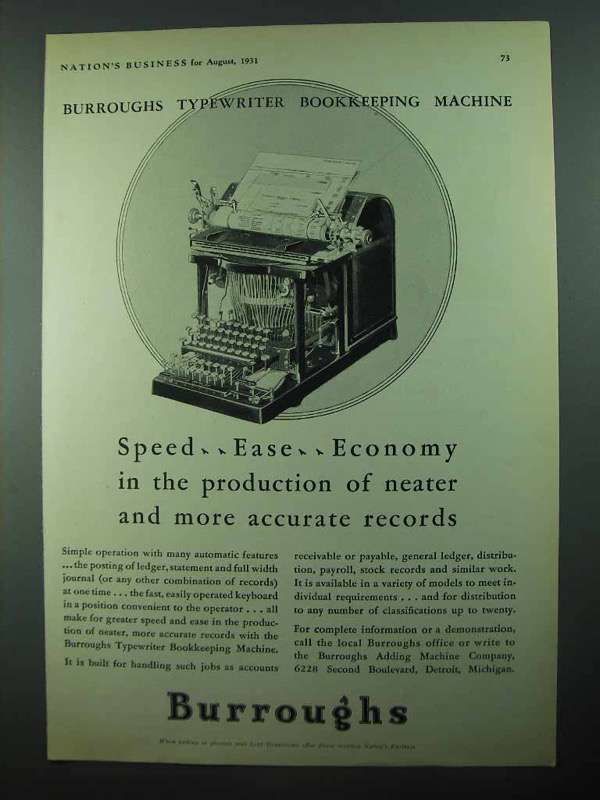 NATION'S BUSINESS for August, 1931
73
BURROUGHS TYPEWRITER BOOKKEEPING MACHINE
Speed Ease Economy
in the production of neater
and more accurate records
Simple operation with many automatic features
...the posting of ledger, statement and full width
journal (or any other combination of records)
at one time . . . the fast, easily operated keyboard
in a position convenient to the operator . . . all
make for greater speed and ease in the produc-
tion of neater, more accurate records with the
Burroughs Typewriter Bookkeeping Machine.
It is built for handling such jobs as accounts
receivable or payable, general ledger, distribu-
tion, payroll, stock records and similar work.
It is available in a variety of models to meet in-
dividual requirements . . . and for distribution
to any number of classifications up to twenty.
For complete information or a demonstration,
call the local Burroughs office or write to
the Burroughs Adding Machine Company,
6228 Second Boulevard, Detroit, Michigan.
Burroughs
When writing to please mention Nation's Business